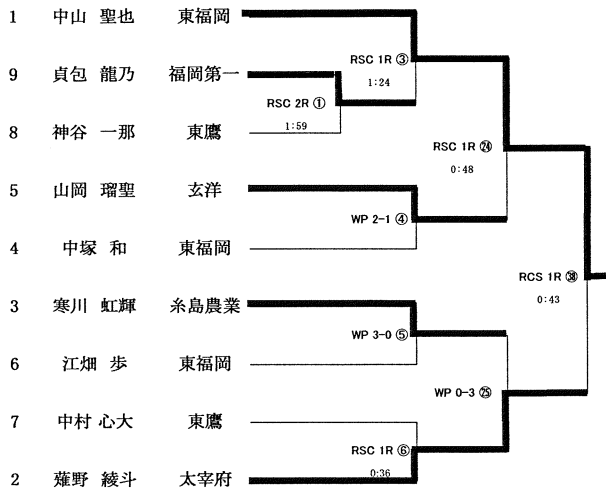 1 中山 聖也 東福岡
RSC 1R ③
9 貞包 龍乃 福岡第一
1:24
RSC 2R ①
8 神谷 一那 東鷹
1:59
RSC 1R ㉔
0:48
5 山岡 瑠聖 玄洋
WP 2-1 ④
4 中塚 和 東福岡
RCS 1R ㊳
3 寒川 虹輝 糸島農業
0:43
WP 3-0 ⑤
6 江畑 歩 東福岡
WP 0-3 ㉕
7 中村 心大 東鷹
RSC 1R ⑥
2 薙野 綾斗 太宰府
0:36